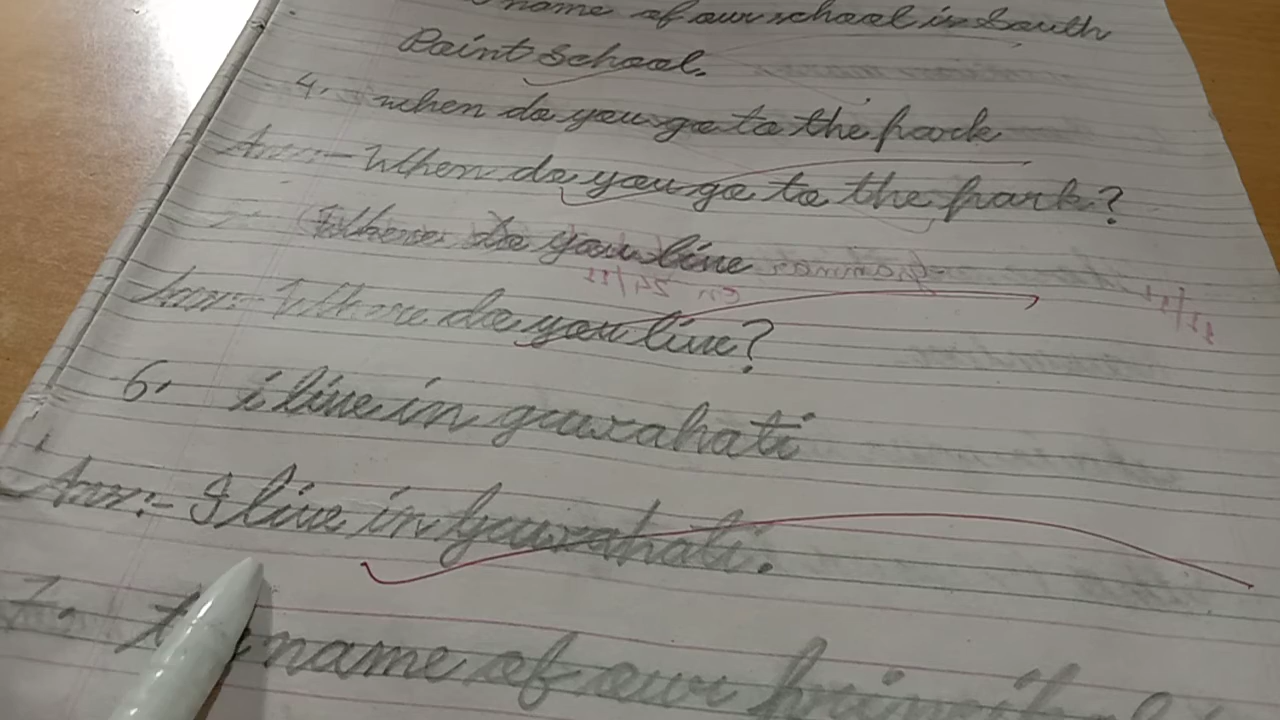 name of our school is South
Point School.
4. when do you go to the park
Ans:- When do you go to the park?
Where do you live
Ans:- Where do you live?
6. i live in guwahati
Ans:- I live in Guwahati.
7. name of our